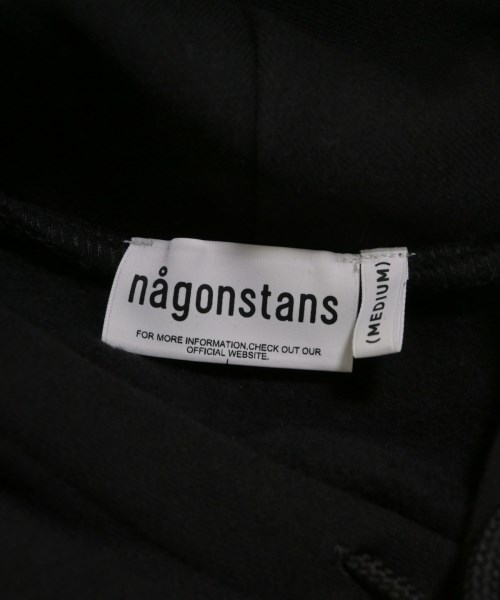 någonstans
FOR MORE INFORMATION,CHECK OUT OUR
OFFICIAL WEBSITE.
(MEDIUM)